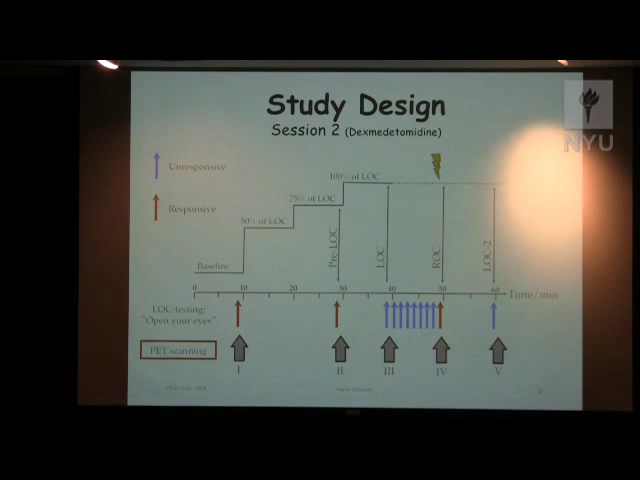 Study Design
Session 2 (Dexmedetomidine)
NYU
Unresponsive
Responsive
100% of LOC
75% of LOC
50% of LOC
Baseline
Pre-LOC
LOC
ROC
LOC-2
0 10 20 30 40 50 60
Time/min
LOC-testing:
"Open your eyes"
PET scanning
I II III IV V